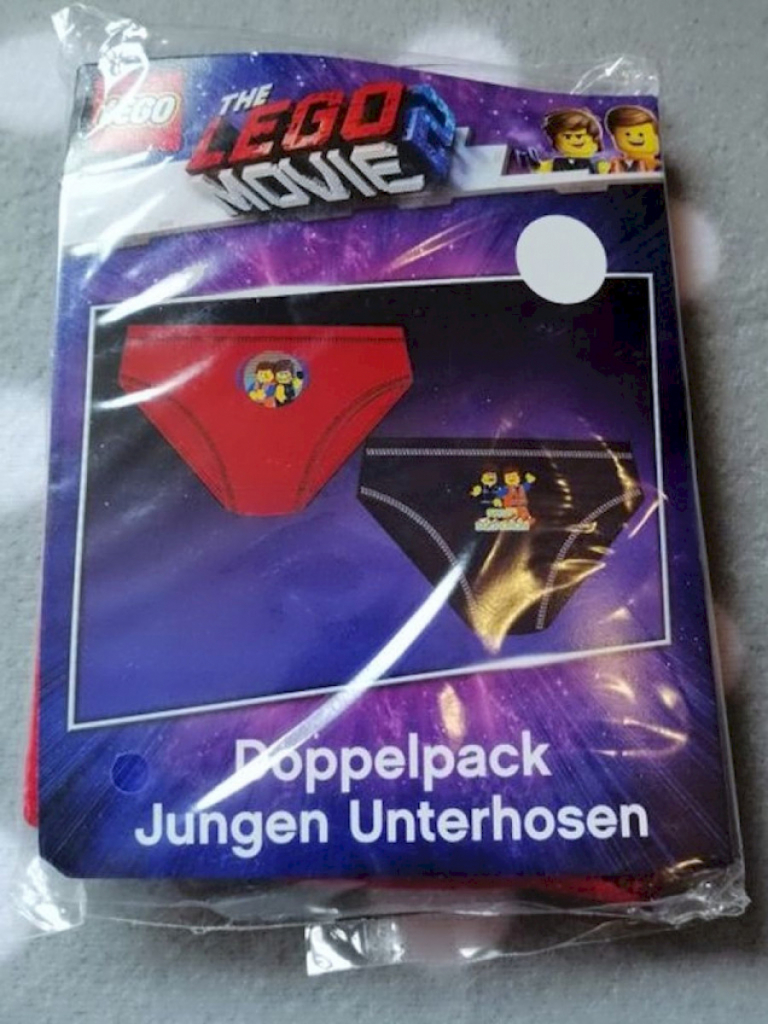 LEGO
THE
LEGO
MOVIE 2
Doppelpack
Jungen Unterhosen